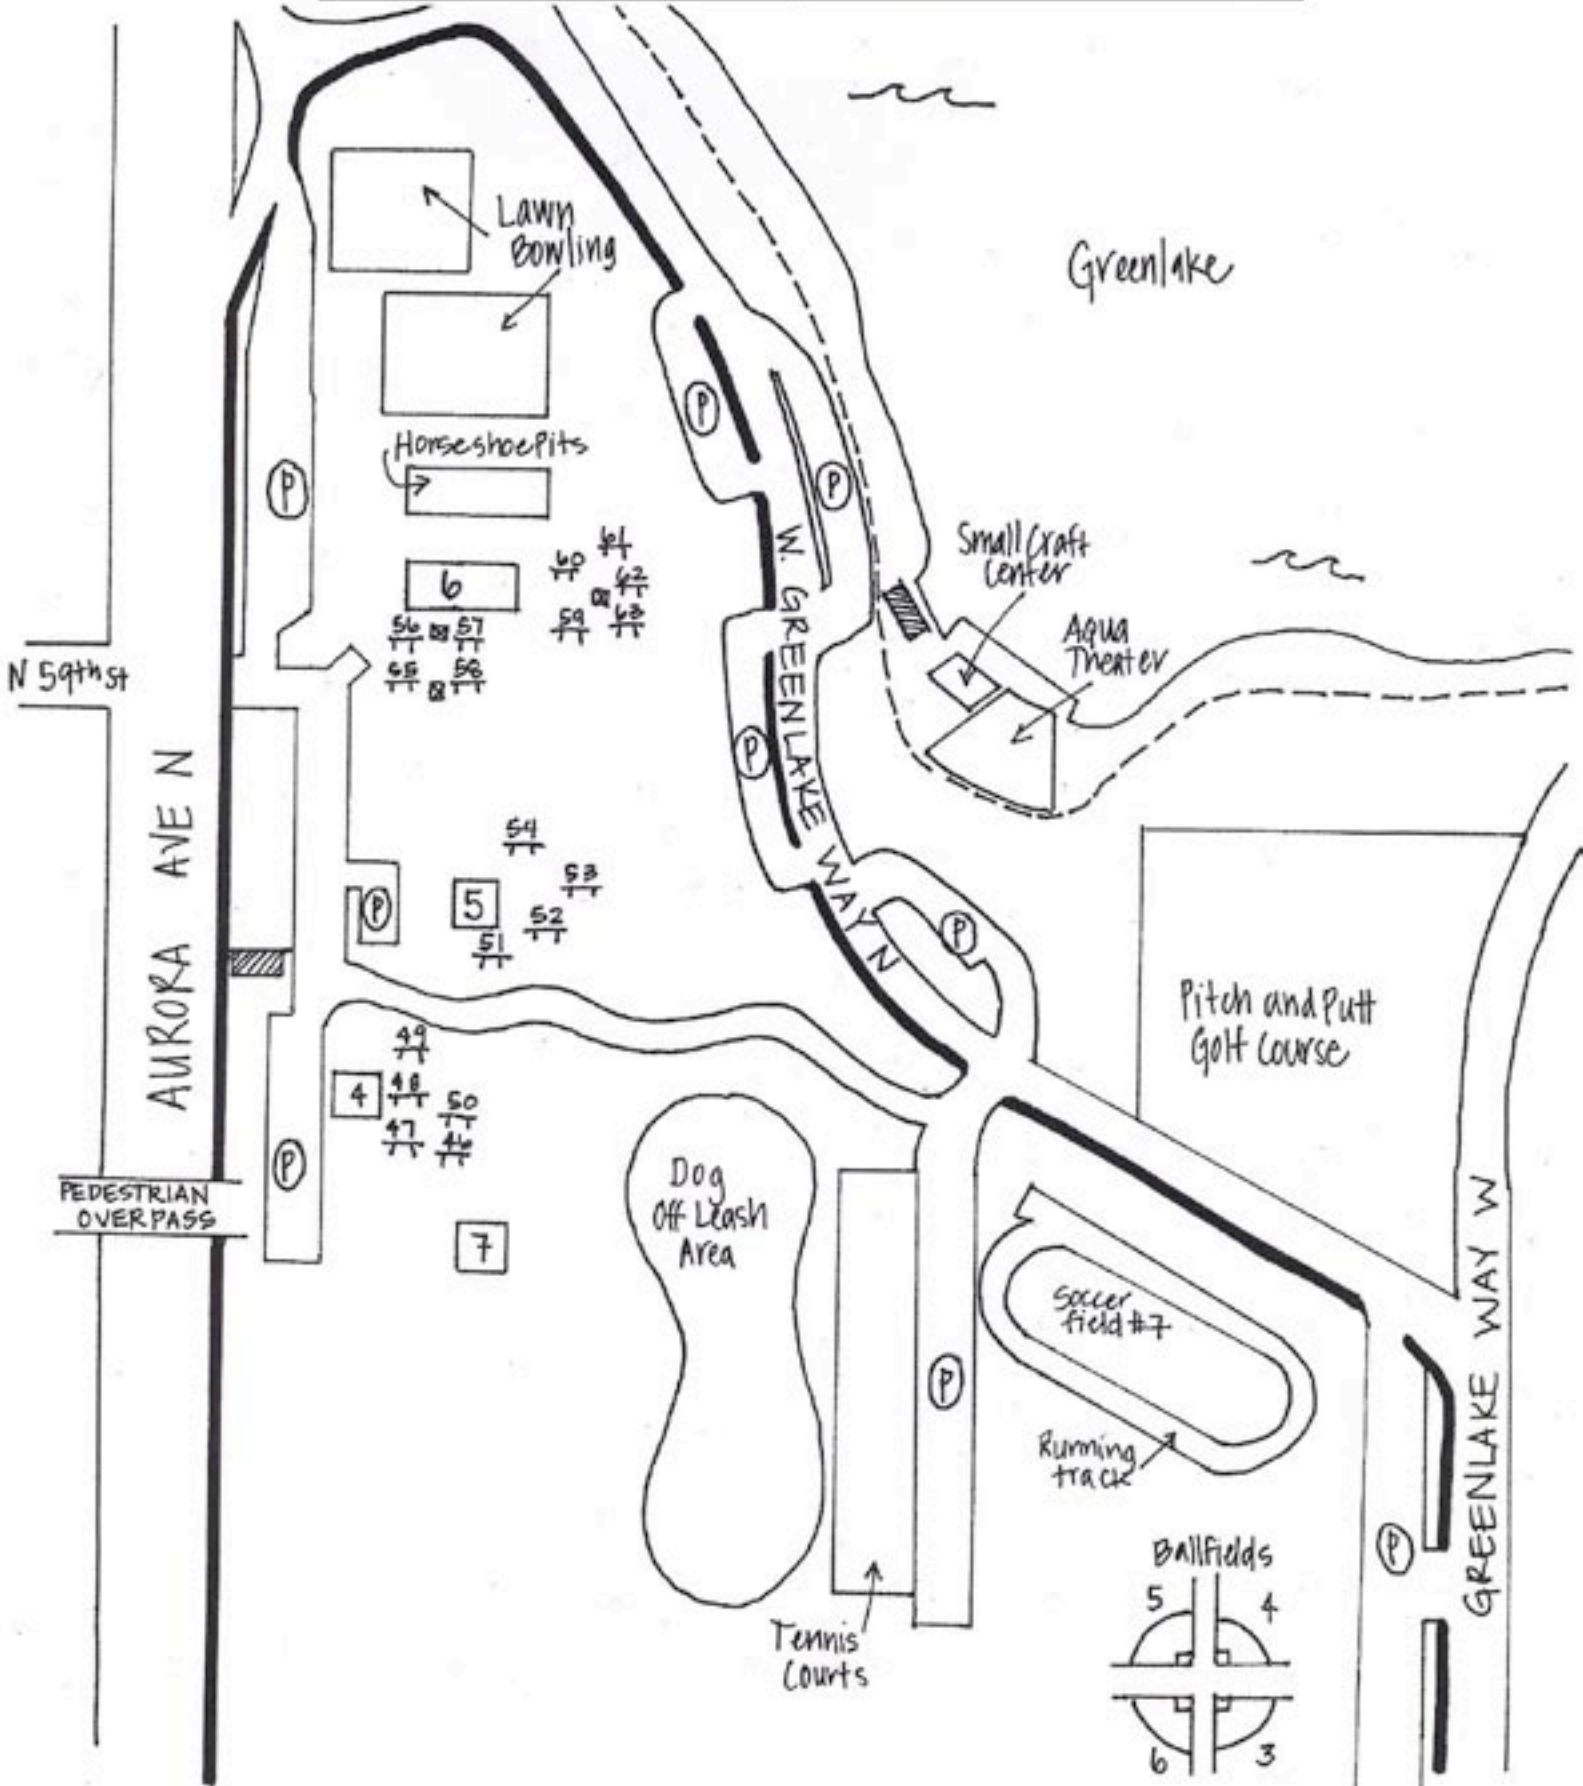 Lawn
Bowling
Greenlake
Horseshoe Pits
P
P
P
Small Craft
Center
Aqua
Theater
6
60
61
62
59
63
56
57
55
58
N 59th St
W. GREENLAKE WAY N
P
AURORA AVE N
54
53
5
52
51
P
P
Pitch and Putt
Golf Course
49
4
48
50
47
46
P
PEDESTRIAN
OVERPASS
7
Dog
Off Leash
Area
Soccer
field #7
P
Running
track
GREENLAKE WAY W
P
Ballfields
5
4
6
3
Tennis
Courts